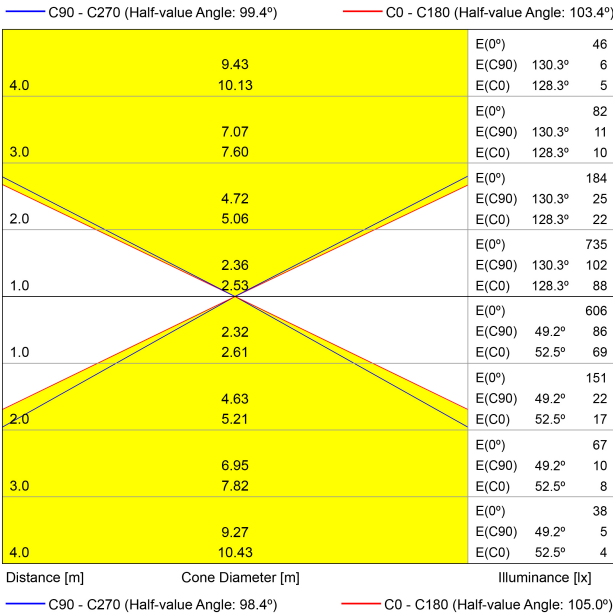 C90 - C270 (Half-value Angle: 99.4º) C0 - C180 (Half-value Angle: 103.4º)
E(0º) 46
9.43 E(C90) 130.3º 6
4.0 10.13 E(C0) 128.3º 5
E(0º) 82
7.07 E(C90) 130.3º 11
3.0 7.60 E(C0) 128.3º 10
E(0º) 184
4.72 E(C90) 130.3º 25
2.0 5.06 E(C0) 128.3º 22
E(0º) 735
2.36 E(C90) 130.3º 102
1.0 2.53 E(C0) 128.3º 88
E(0º) 606
2.32 E(C90) 49.2º 86
1.0 2.61 E(C0) 52.5º 69
E(0º) 151
4.63 E(C90) 49.2º 22
2.0 5.21 E(C0) 52.5º 17
E(0º) 67
6.95 E(C90) 49.2º 10
3.0 7.82 E(C0) 52.5º 8
E(0º) 38
9.27 E(C90) 49.2º 5
4.0 10.43 E(C0) 52.5º 4
Distance [m] Cone Diameter [m] Illuminance [lx]
C90 - C270 (Half-value Angle: 98.4º) C0 - C180 (Half-value Angle: 105.0º)